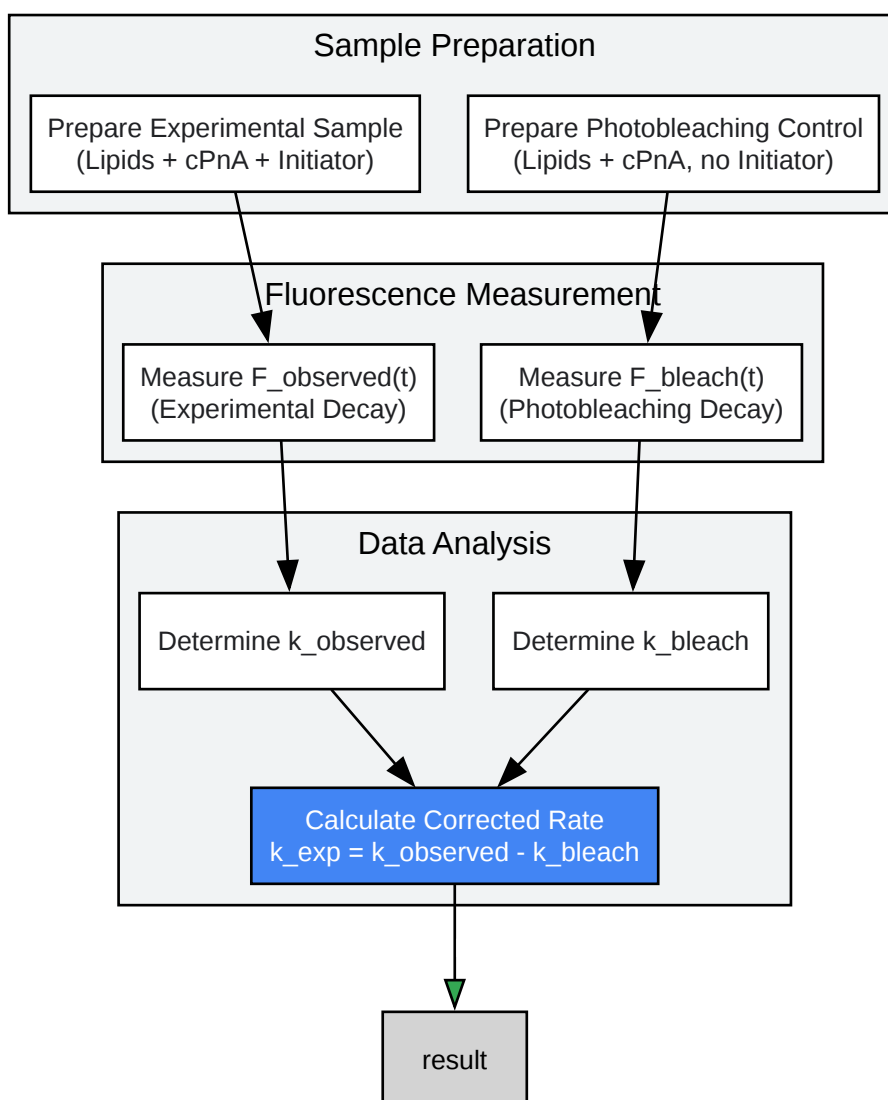 Sample Preparation
Prepare Experimental Sample
(Lipids + cPnA + Initiator)
Prepare Photobleaching Control
(Lipids + cPnA, no Initiator)
Fluorescence Measurement
Measure F_observed(t)
(Experimental Decay)
Measure F_bleach(t)
(Photobleaching Decay)
Data Analysis
Determine k_observed
Determine k_bleach
Calculate Corrected Rate
k_exp = k_observed - k_bleach
result